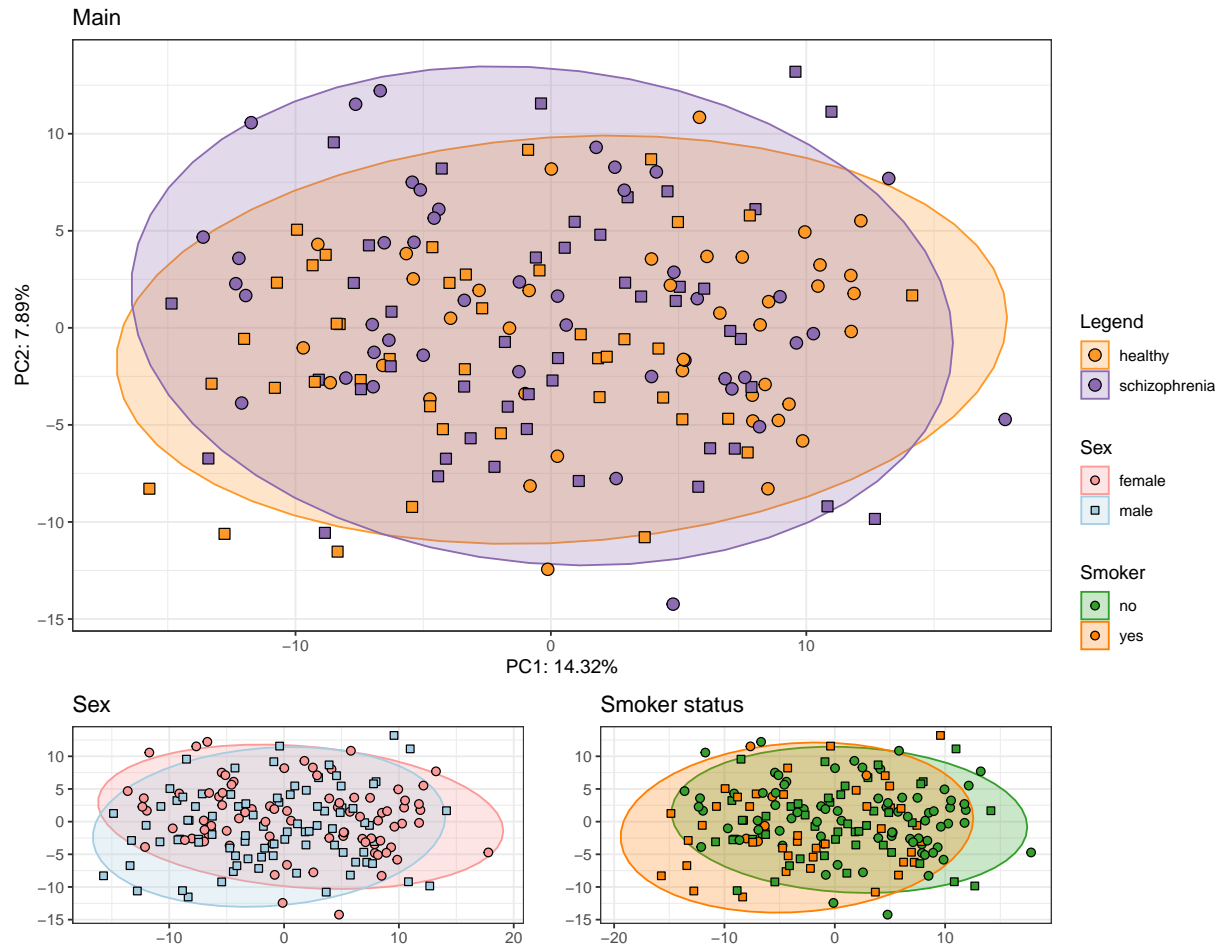 Main
10
5
0
−5
−10
−15
PC2: 7.89%
−10
0
10
PC1: 14.32%
Legend
healthy
schizophrenia
Sex
female
male
Smoker
no
yes
Sex
10
5
0
−5
−10
−15
−10
0
10
20
Smoker status
10
5
0
−5
−10
−15
−20
−10
0
10